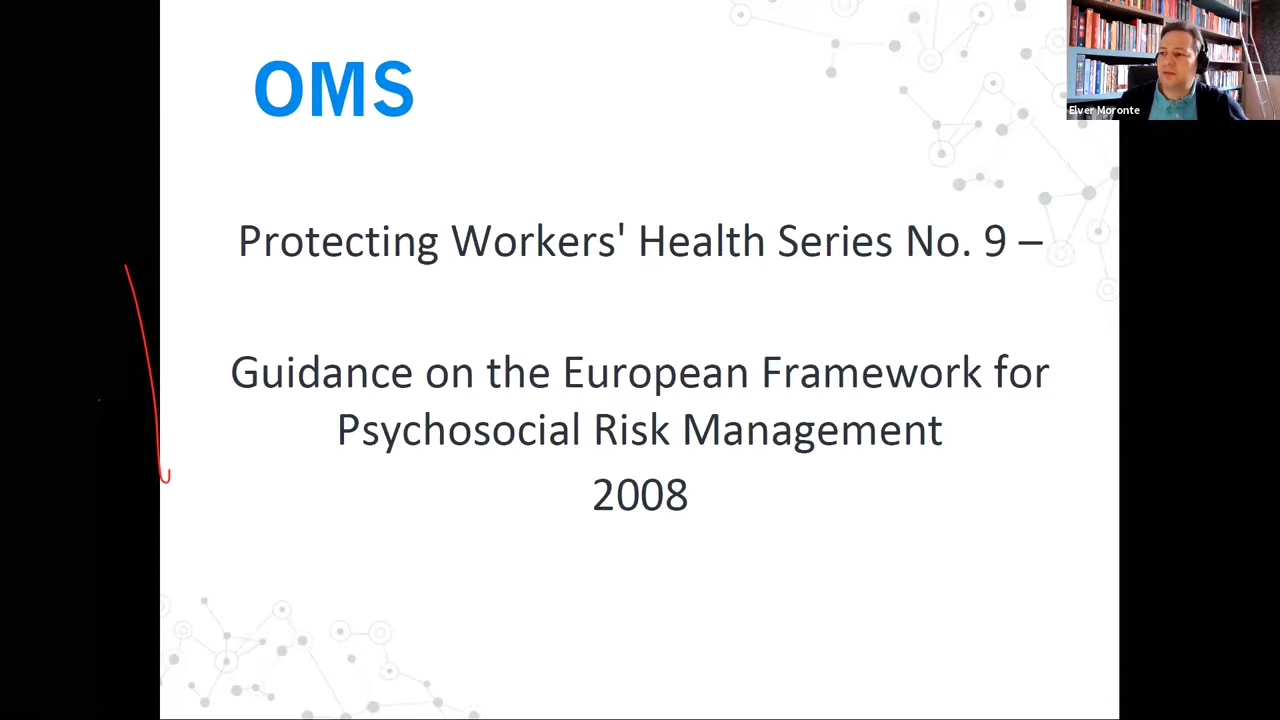 OMS
Elver Moronte
Protecting Workers' Health Series No. 9 –
Guidance on the European Framework for
Psychosocial Risk Management
2008